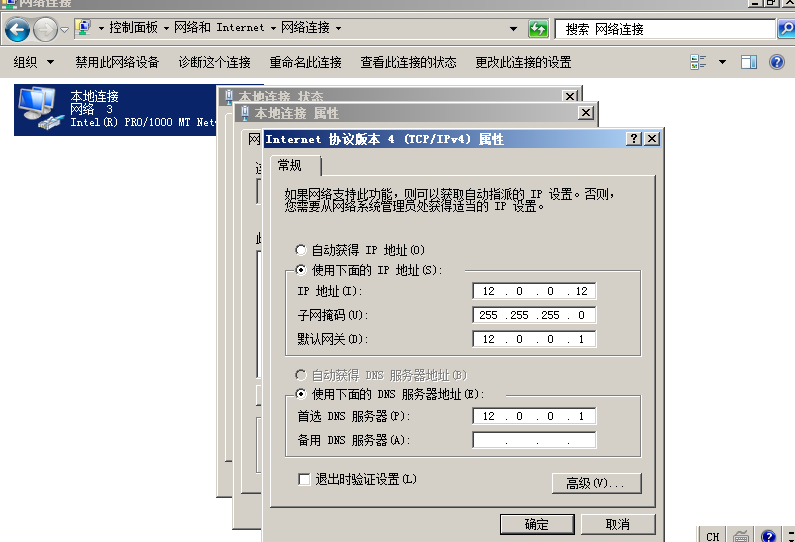 网络连接
控制面板 网络和 Internet 网络连接
搜索 网络连接
组织 禁用此网络设备 诊断这个连接 重命名此连接 查看此连接的状态 更改此连接的设置
本地连接
网络 3
Intel(R) PRO/1000 MT Net
本地连接 状态
本地连接 属性
网
Internet 协议版本 4 (TCP/IPv4) 属性
常规
如果网络支持此功能，则可以获取自动指派的 IP 设置。否则，
您需要从网络系统管理员处获得适当的 IP 设置。
自动获得 IP 地址(O)
使用下面的 IP 地址(S):
IP 地址(I): 12 . 0 . 0 . 12
子网掩码(U): 255 .255 .255 . 0
默认网关(D): 12 . 0 . 0 . 1
自动获得 DNS 服务器地址(B)
使用下面的 DNS 服务器地址(E):
首选 DNS 服务器(P): 12 . 0 . 0 . 1
备用 DNS 服务器(A): . . .
退出时验证设置(L)
高级(V)...
确定 取消
CH